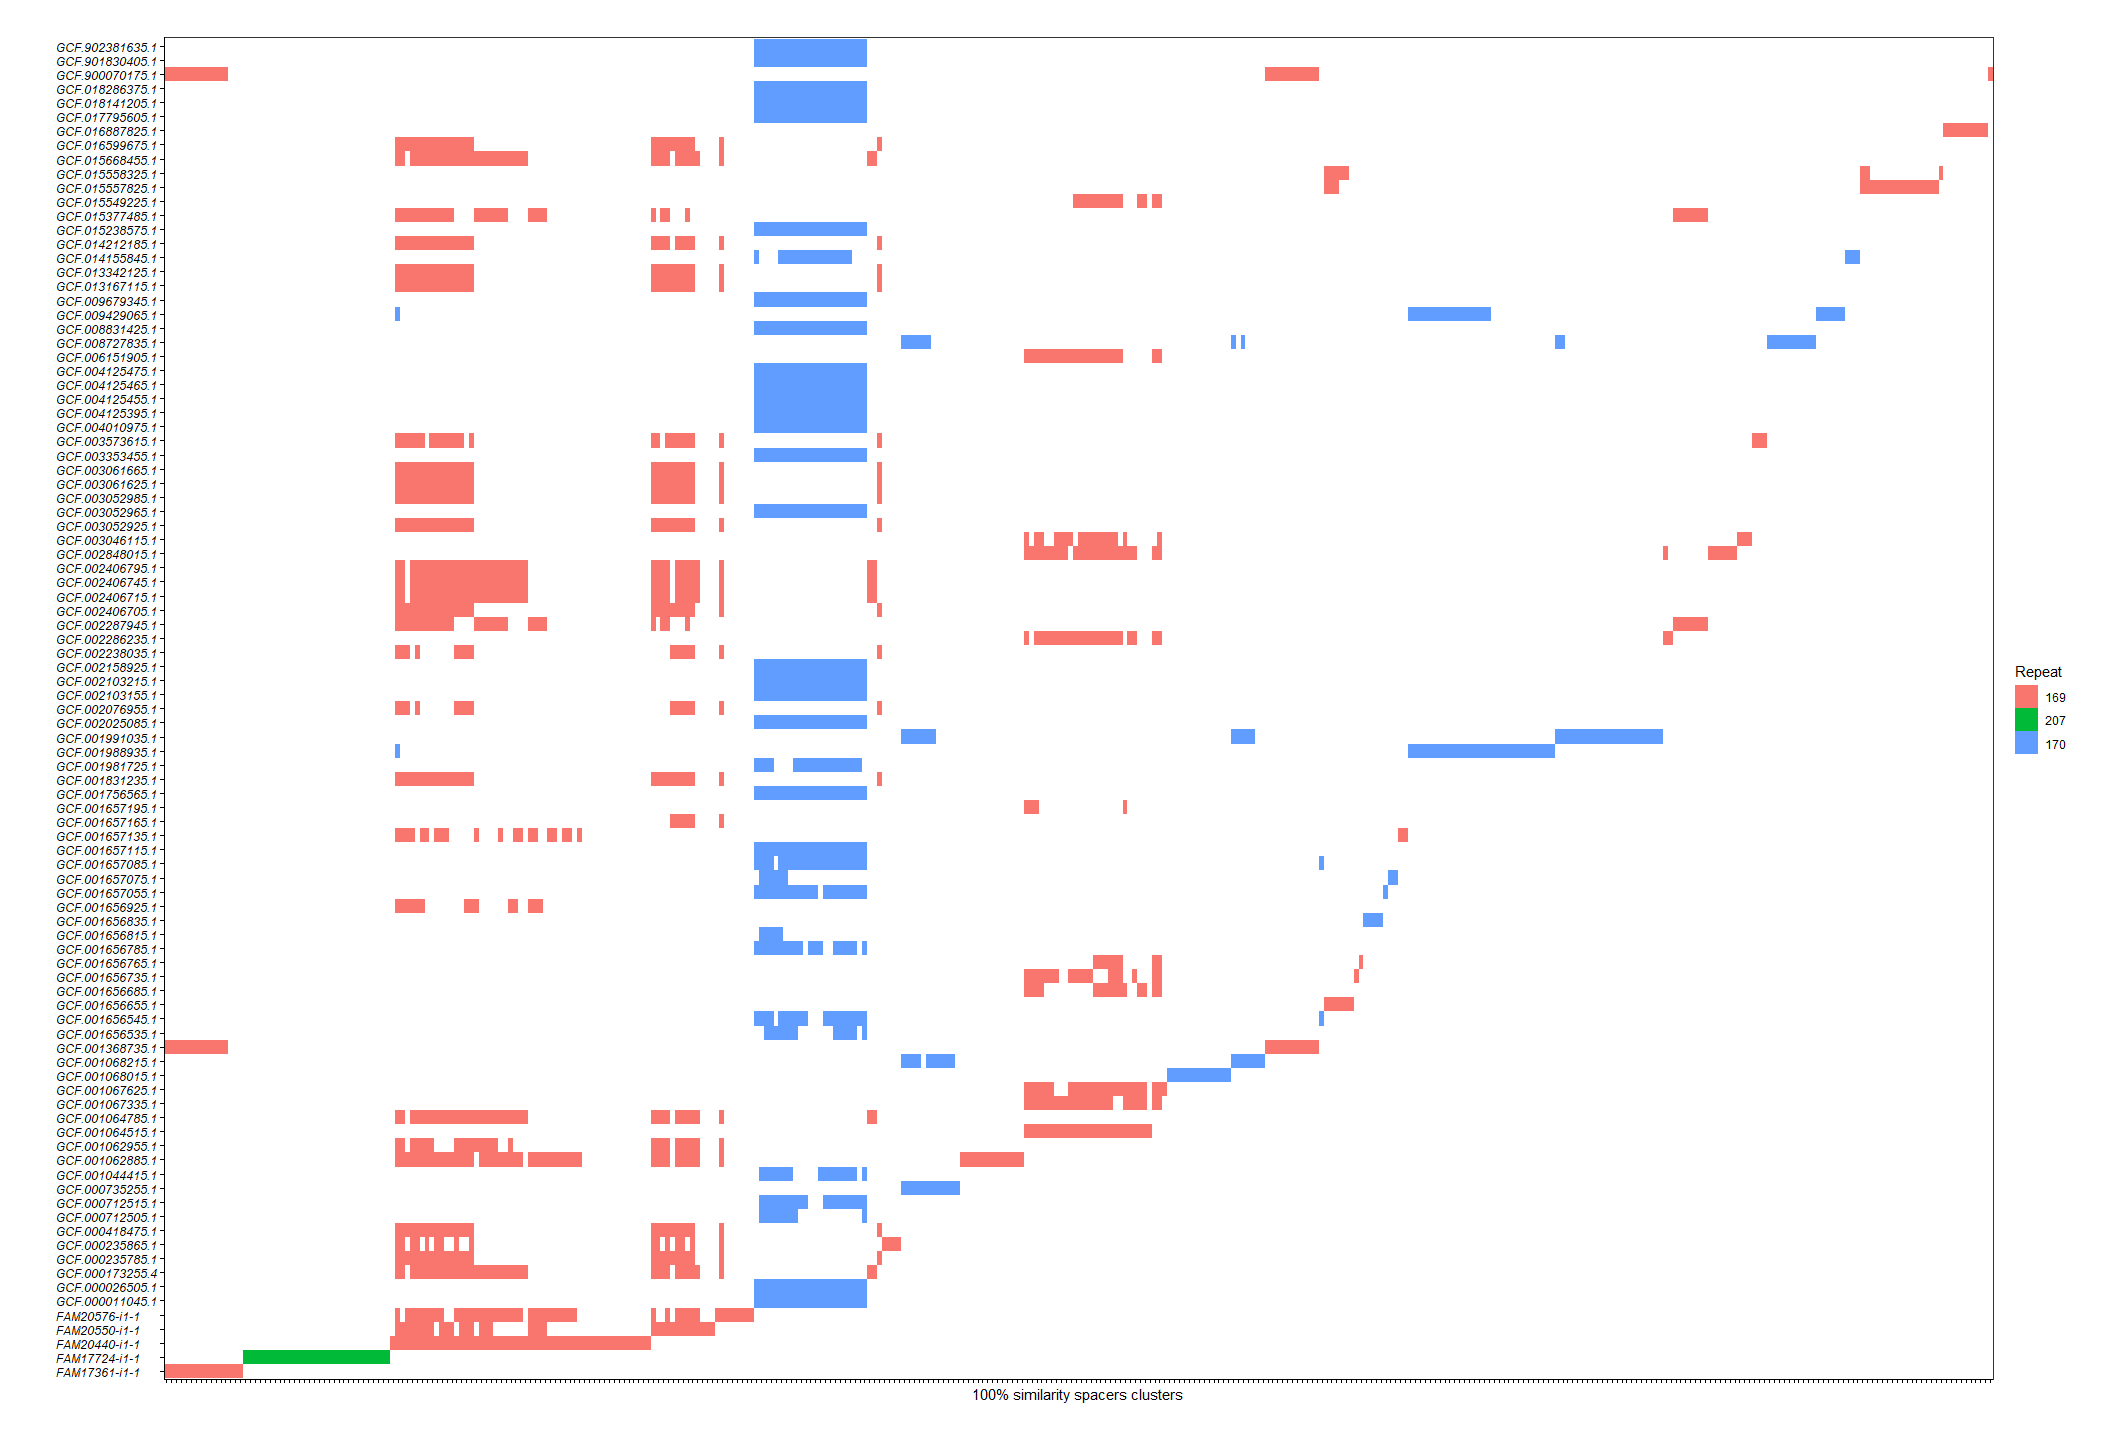 GCF.902381635.1
GCF.901830405.1
GCF.900070175.1
GCF.018286375.1
GCF.018141205.1
GCF.017795605.1
GCF.016887825.1
GCF.016599675.1
GCF.015668455.1
GCF.015558325.1
GCF.015557825.1
GCF.015549225.1
GCF.015377485.1
GCF.015238575.1
GCF.014212185.1
GCF.014155845.1
GCF.013342125.1
GCF.013167115.1
GCF.009679345.1
GCF.009429065.1
GCF.008831425.1
GCF.008727835.1
GCF.006151905.1
GCF.004125475.1
GCF.004125465.1
GCF.004125455.1
GCF.004125395.1
GCF.004010975.1
GCF.003573615.1
GCF.003353455.1
GCF.003061665.1
GCF.003061625.1
GCF.003052985.1
GCF.003052965.1
GCF.003052925.1
GCF.003046115.1
GCF.002848015.1
GCF.002406795.1
GCF.002406745.1
GCF.002406715.1
GCF.002406705.1
GCF.002287945.1
GCF.002286235.1
GCF.002238035.1
GCF.002158925.1
GCF.002103215.1
GCF.002103155.1
GCF.002076955.1
GCF.002025085.1
GCF.001991035.1
GCF.001988935.1
GCF.001981725.1
GCF.001831235.1
GCF.001756565.1
GCF.001657195.1
GCF.001657165.1
GCF.001657135.1
GCF.001657115.1
GCF.001657085.1
GCF.001657075.1
GCF.001657055.1
GCF.001656925.1
GCF.001656835.1
GCF.001656815.1
GCF.001656785.1
GCF.001656765.1
GCF.001656735.1
GCF.001656685.1
GCF.001656655.1
GCF.001656545.1
GCF.001656535.1
GCF.001368735.1
GCF.001068215.1
GCF.001068015.1
GCF.001067625.1
GCF.001067335.1
GCF.001064785.1
GCF.001064515.1
GCF.001062955.1
GCF.001062885.1
GCF.001044415.1
GCF.000735255.1
GCF.000712515.1
GCF.000712505.1
GCF.000418475.1
GCF.000235865.1
GCF.000235785.1
GCF.000173255.4
GCF.000026505.1
GCF.000011045.1
FAM20576-i1-1
FAM20550-i1-1
FAM20440-i1-1
FAM17724-i1-1
FAM17361-i1-1
100% similarity spacers clusters
Repeat
169
207
170